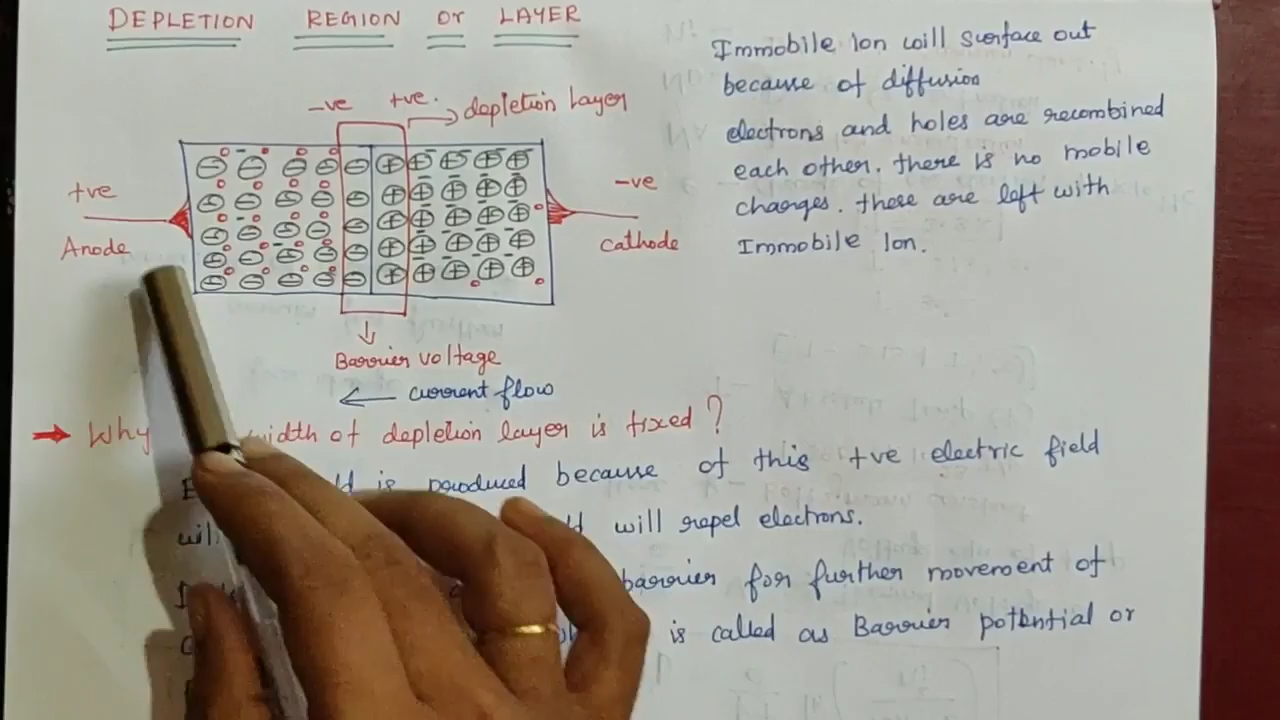 DEPLETION REGION or LAYER
-ve +ve. depletion Layer
+ve Anode
-ve cathode
Barrier voltage
← current flow
Immobile Ion will surface out
because of diffusion
electrons and holes are recombined
each other. there is no mobile
charges. these are left with
Immobile Ion.
→ Why width of depletion layer is fixed?
is produced because of this +ve electric field
will repel electrons.
barrier for further movement of
is called as Barrier potential or